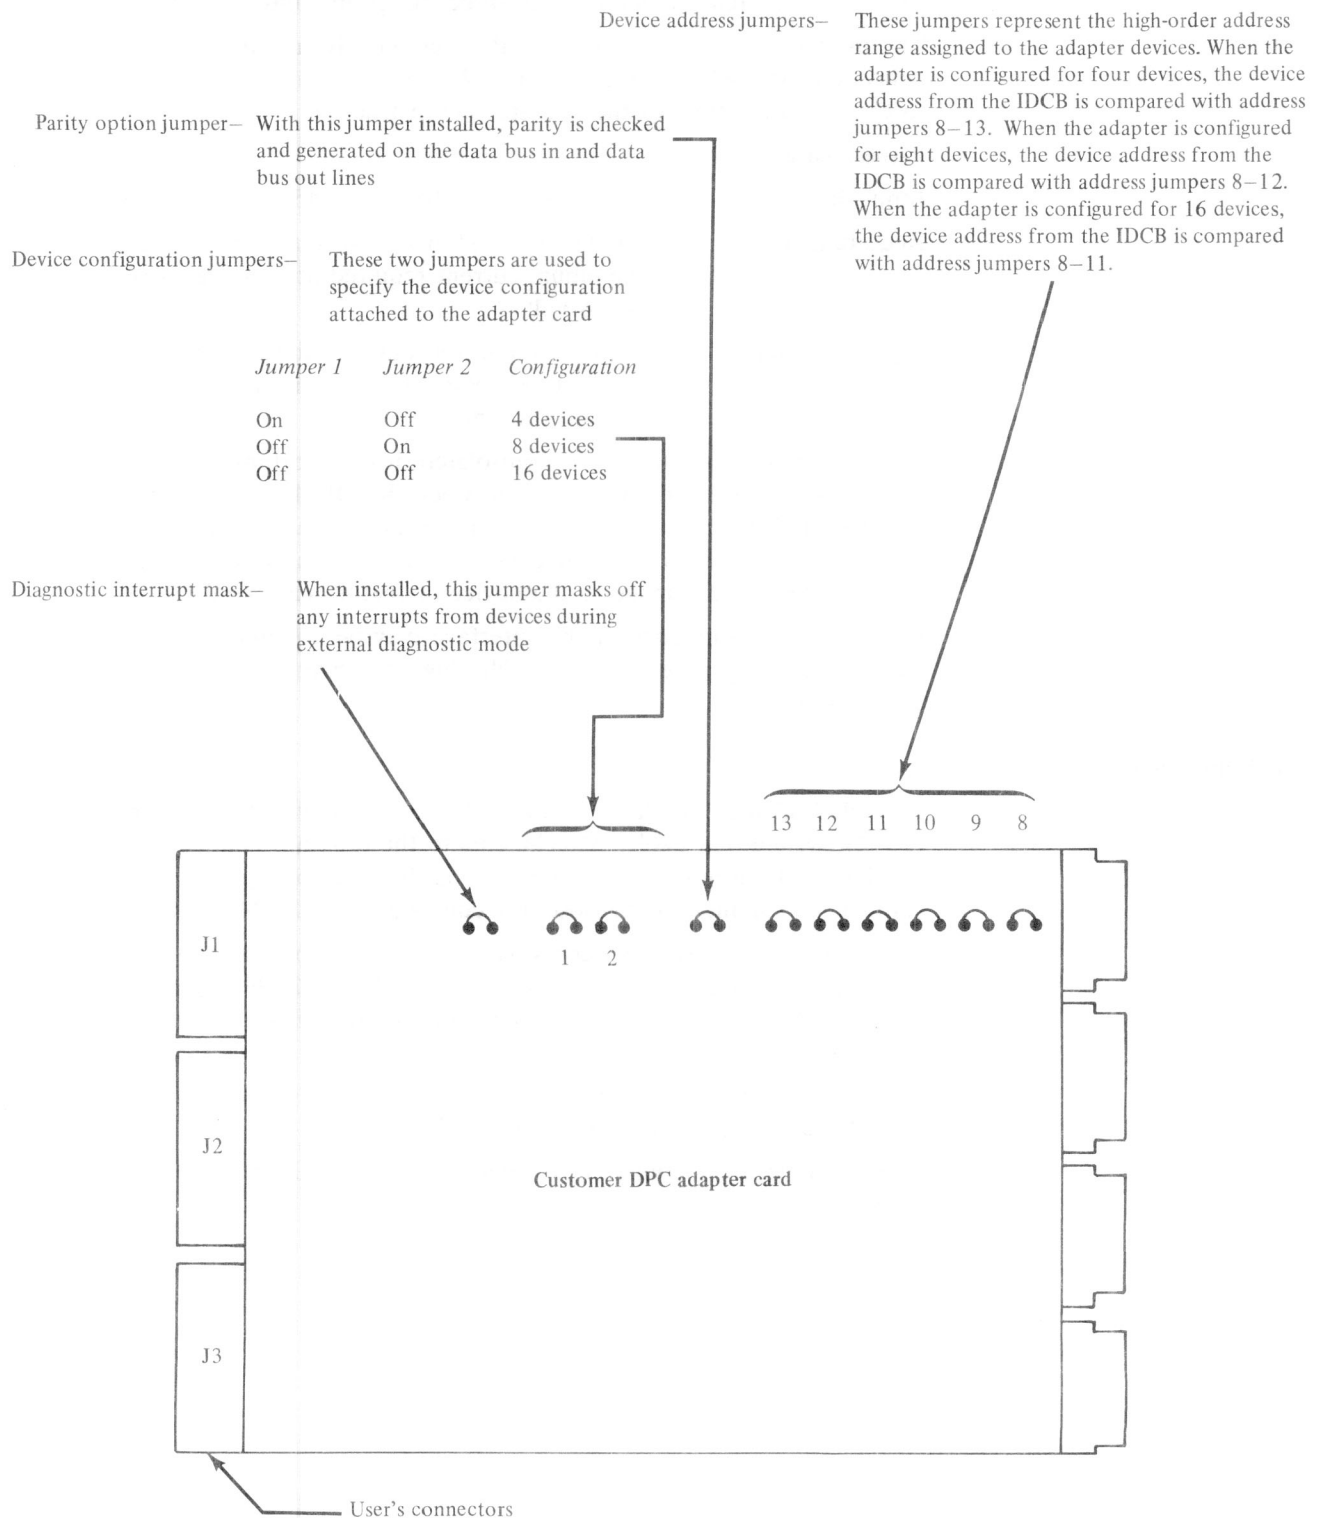 Device address jumpers— These jumpers represent the high-order address
range assigned to the adapter devices. When the
adapter is configured for four devices, the device
address from the IDCB is compared with address
jumpers 8–13. When the adapter is configured
for eight devices, the device address from the
IDCB is compared with address jumpers 8–12.
When the adapter is configured for 16 devices,
the device address from the IDCB is compared
with address jumpers 8–11.
Parity option jumper— With this jumper installed, parity is checked
and generated on the data bus in and data
bus out lines
Device configuration jumpers— These two jumpers are used to
specify the device configuration
attached to the adapter card
Jumper 1 Jumper 2 Configuration
On Off 4 devices
Off On 8 devices
Off Off 16 devices
Diagnostic interrupt mask— When installed, this jumper masks off
any interrupts from devices during
external diagnostic mode
13 12 11 10 9 8
1 2
J1
J2
Customer DPC adapter card
J3
User's connectors